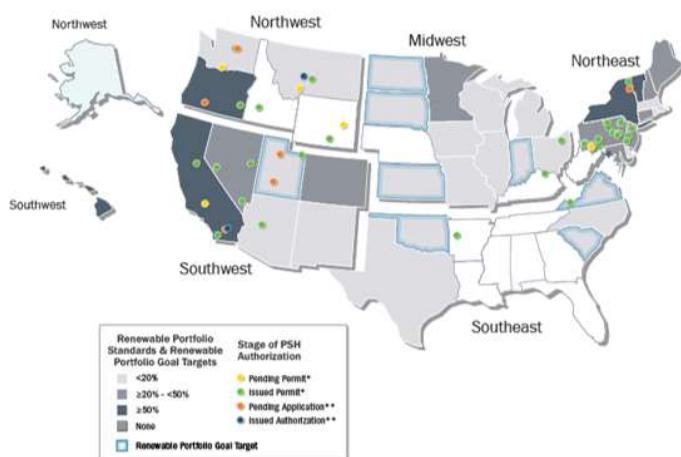 Northwest
Northwest
Midwest
Northeast
Southwest
Southwest
Southeast
Renewable Portfolio
Standards & Renewable
Portfolio Goal Targets
<20%
≥20% - <50%
≥50%
None
Renewable Portfolio Goal Target
Stage of PSH
Authorization
Pending Permit*
Issued Permit*
Pending Application**
Issued Authorization**